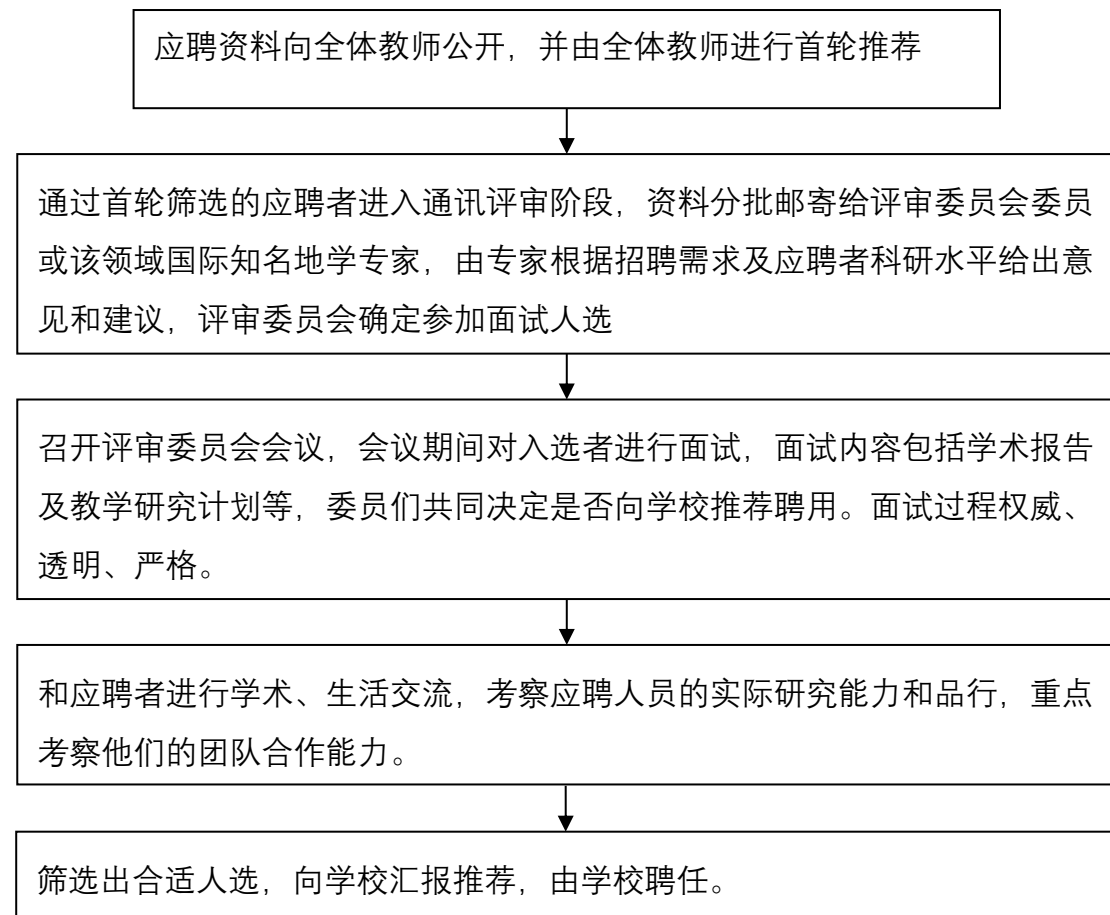 应聘资料向全体教师公开，并由全体教师进行首轮推荐
通过首轮筛选的应聘者进入通讯评审阶段，资料分批邮寄给评审委员会委员
或该领域国际知名地学专家，由专家根据招聘需求及应聘者科研水平给出意
见和建议，评审委员会确定参加面试人选
召开评审委员会会议，会议期间对入选者进行面试，面试内容包括学术报告
及教学研究计划等，委员们共同决定是否向学校推荐聘用。面试过程权威、
透明、严格。
和应聘者进行学术、生活交流，考察应聘人员的实际研究能力和品行，重点
考察他们的团队合作能力。
筛选出合适人选，向学校汇报推荐，由学校聘任。